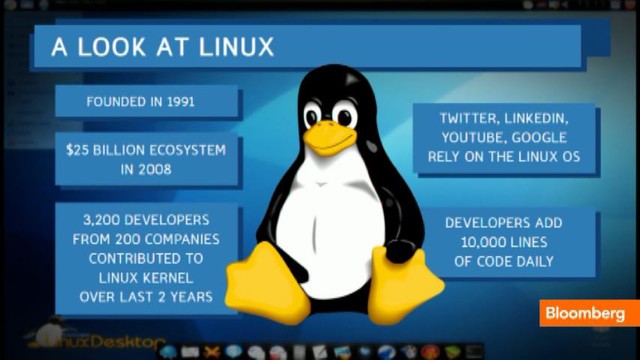 A LOOK AT LINUX
FOUNDED IN 1991
$25 BILLION ECOSYSTEM
IN 2008
3,200 DEVELOPERS
FROM 200 COMPANIES
CONTRIBUTED TO
LINUX KERNEL
OVER LAST 2 YEARS
TWITTER, LINKEDIN,
YOUTUBE, GOOGLE
RELY ON THE LINUX OS
DEVELOPERS ADD
10,000 LINES
OF CODE DAILY
Bloomberg
LinuxDesktop